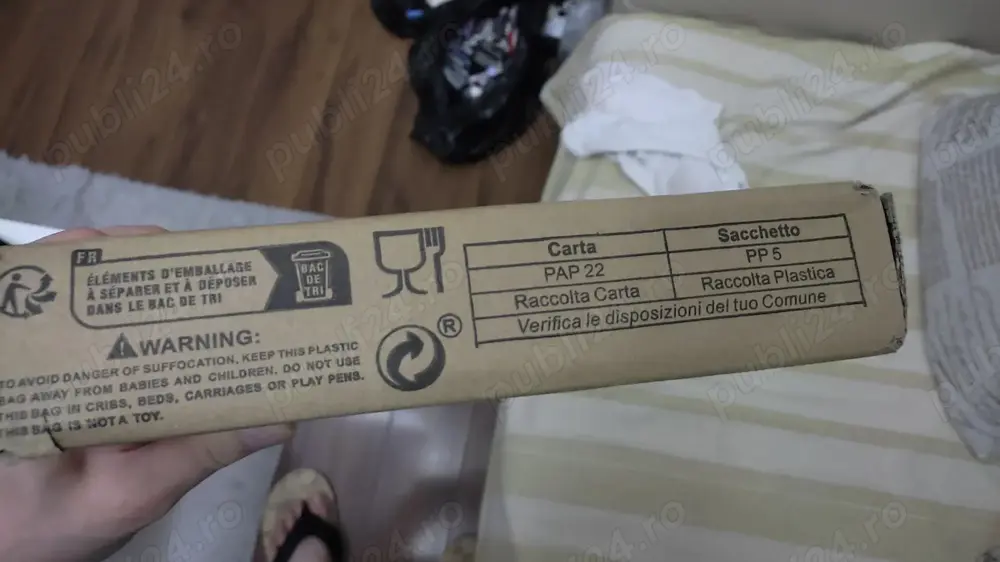 FR
ÉLÉMENTS D'EMBALLAGE
À SÉPARER ET À DÉPOSER
DANS LE BAC DE TRI
BAC
DE
TRI
WARNING:
TO AVOID DANGER OF SUFFOCATION. KEEP THIS PLASTIC
BAG AWAY FROM BABIES AND CHILDREN. DO NOT USE
THIS BAG IN CRIBS, BEDS, CARRIAGES OR PLAY PENS.
THIS BAG IS NOT A TOY.
®
Carta Sacchetto
PAP 22 PP 5
Raccolta Carta Raccolta Plastica
Verifica le disposizioni del tuo Comune
publi24.ro